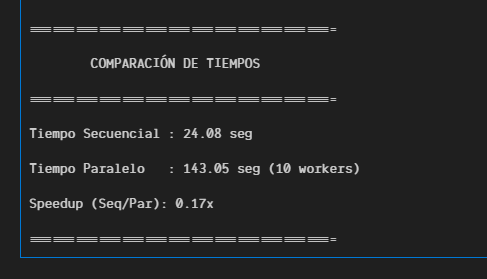 ========================================
COMPARACIÓN DE TIEMPOS
========================================
Tiempo Secuencial : 24.08 seg
Tiempo Paralelo   : 143.05 seg (10 workers)
Speedup (Seq/Par): 0.17x
========================================